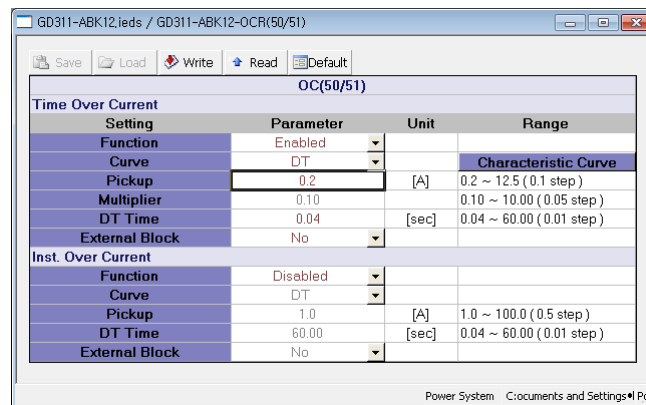 GD311-ABK12.ieds / GD311-ABK12-OCR(50/51)
Save Load Write Read Default
OC(50/51)
Time Over Current
Setting Parameter Unit Range
Function Enabled
Curve DT Characteristic Curve
Pickup 0.2 [A] 0.2 ~ 12.5 ( 0.1 step )
Multiplier 0.10 0.10 ~ 10.00 ( 0.05 step )
DT Time 0.04 [sec] 0.04 ~ 60.00 ( 0.01 step )
External Block No
Inst. Over Current
Function Disabled
Curve DT
Pickup 1.0 [A] 1.0 ~ 100.0 ( 0.5 step )
DT Time 60.00 [sec] 0.04 ~ 60.00 ( 0.01 step )
External Block No
Power System C:ocuments and Settings